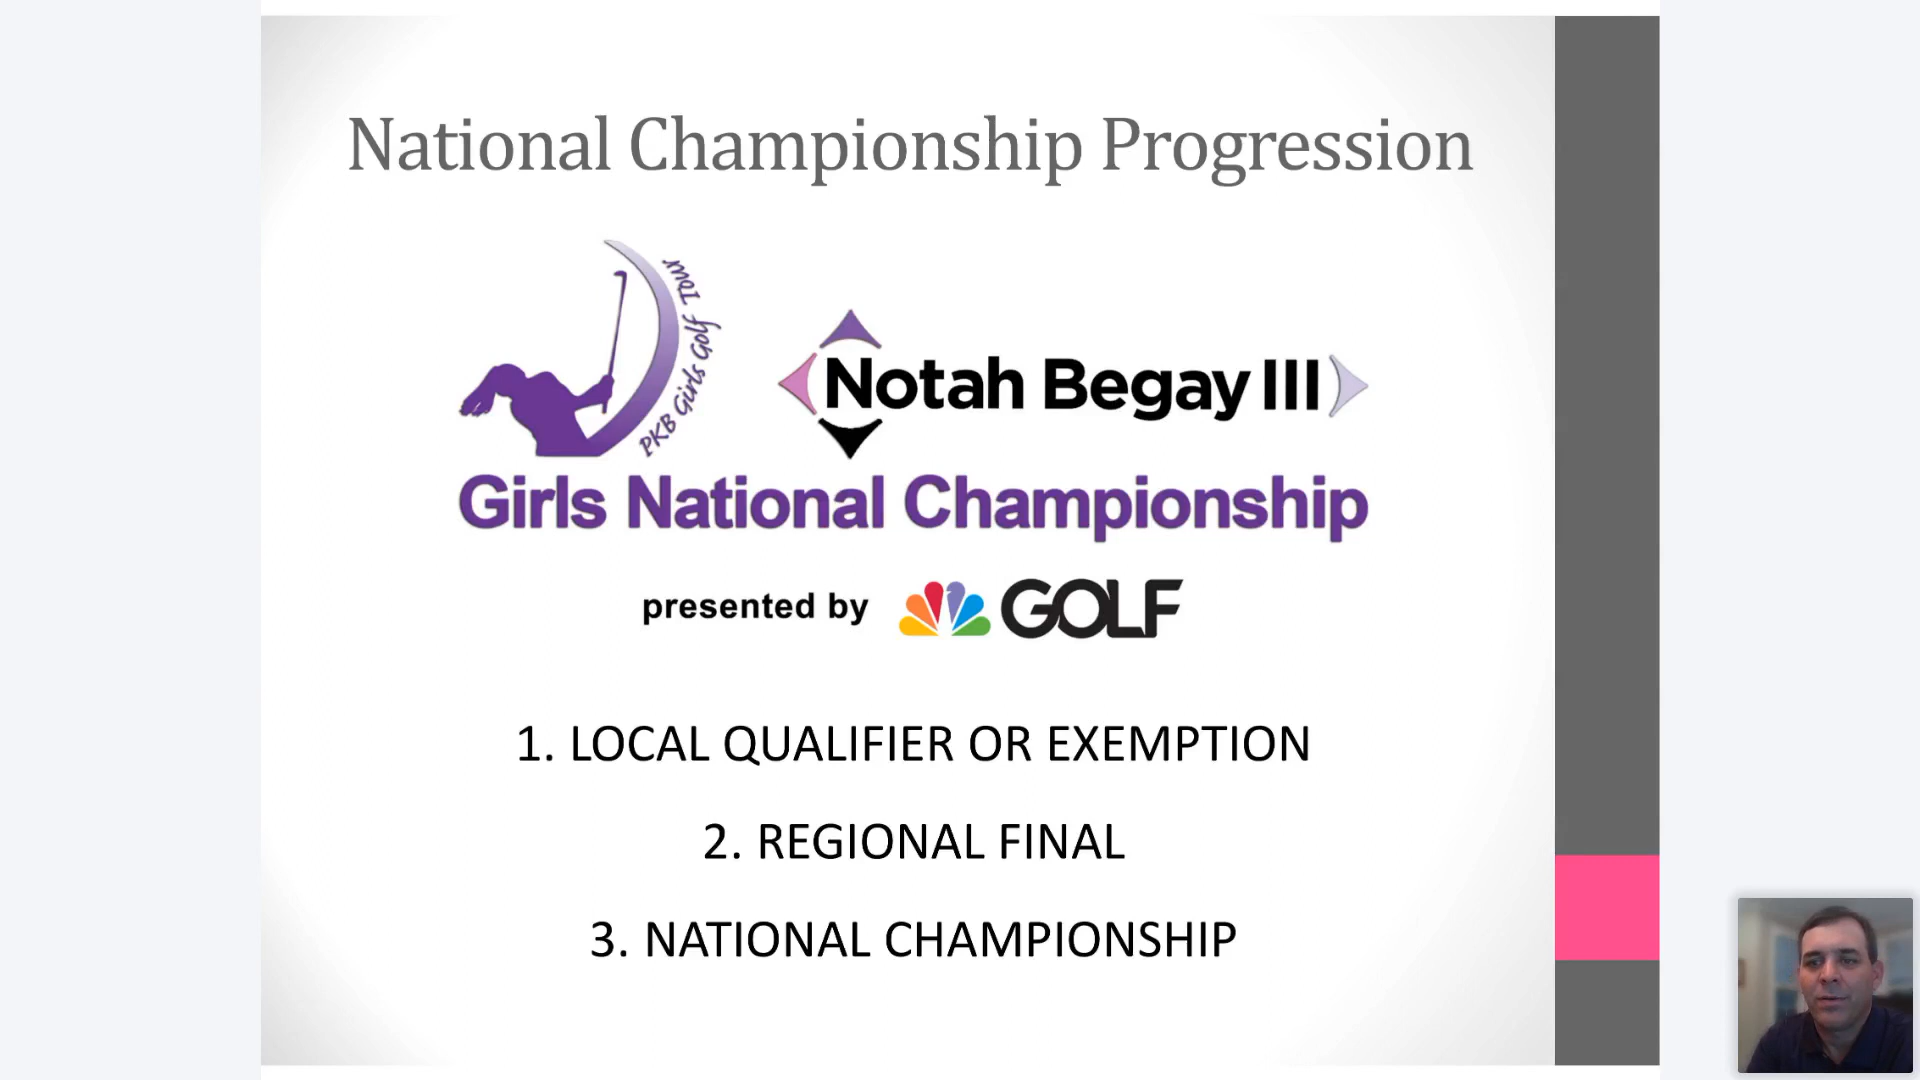 National Championship Progression
PKB Girls Golf Tour
Notah Begay III
Girls National Championship
presented by GOLF
1. LOCAL QUALIFIER OR EXEMPTION
2. REGIONAL FINAL
3. NATIONAL CHAMPIONSHIP